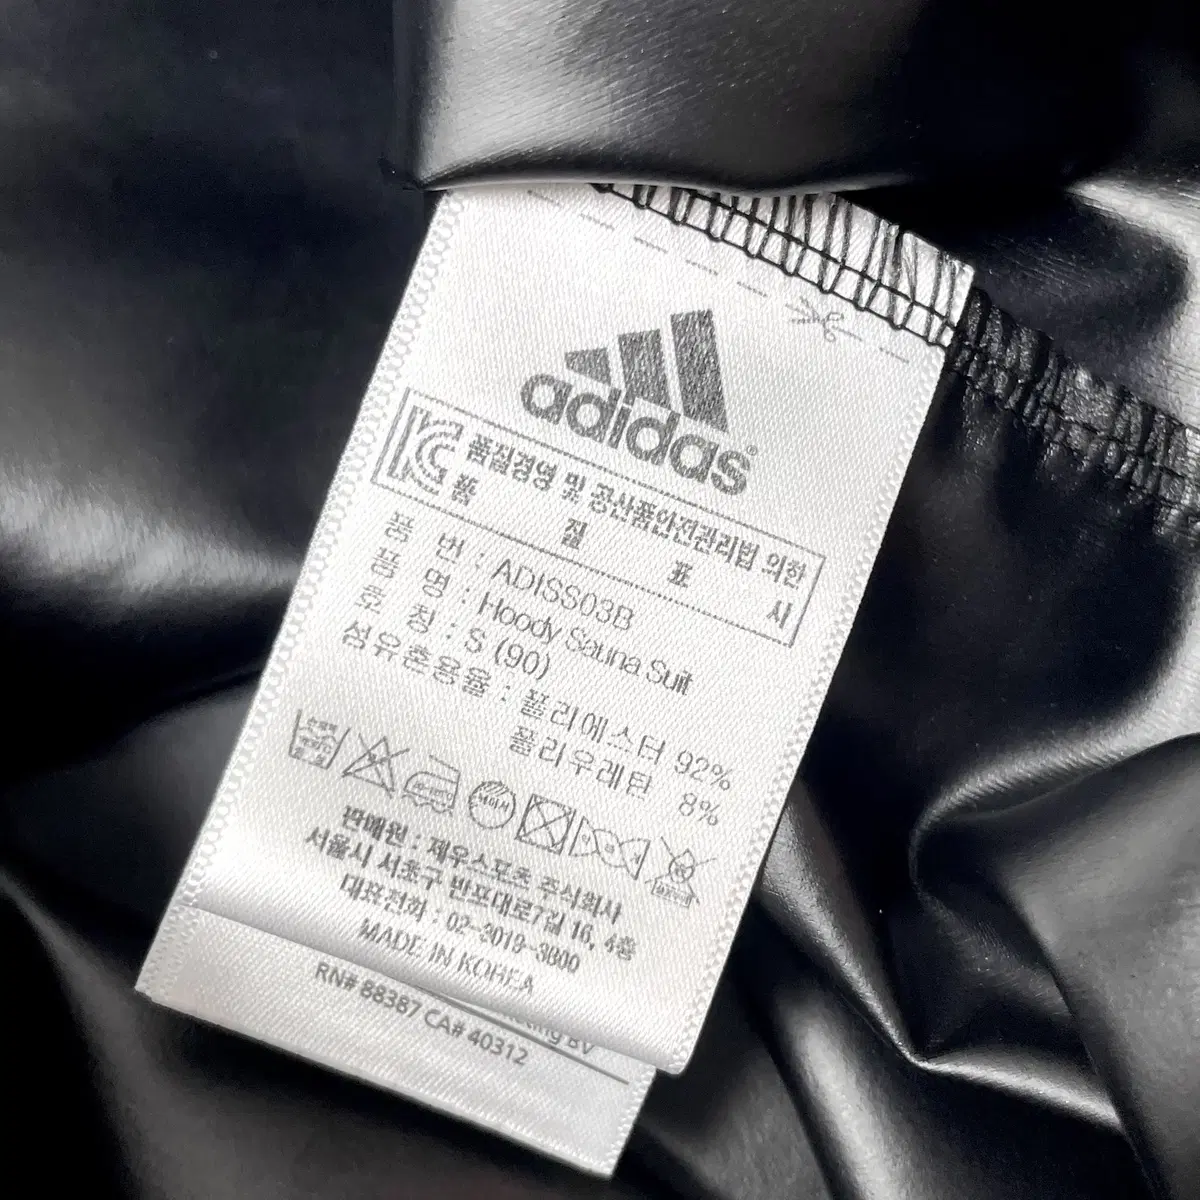 adidas
품질경영 및 공산품안전관리법 의한
품 질 표 시
품 번 : ADISS03B
품 명 : Hoody Sauna Suit
호 칭 : S (90)
섬유혼용율 : 폴리에스터 92%
폴리우레탄 8%
판매원 : 제우스포츠 주식회사
서울시 서초구 반포대로7길 16, 4층
대표전화 : 02-3019-3800
MADE IN KOREA
BV
RN# 88387 CA# 40312